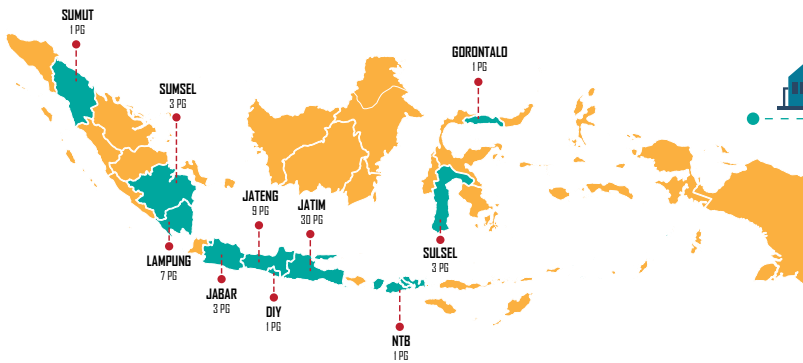 SUMUT
1 PG
SUMSEL
3 PG
GORONTALO
1 PG
JATENG
9 PG
JATIM
30 PG
LAMPUNG
7 PG
JABAR
3 PG
DIY
1 PG
SULSEL
3 PG
NTB
1 PG